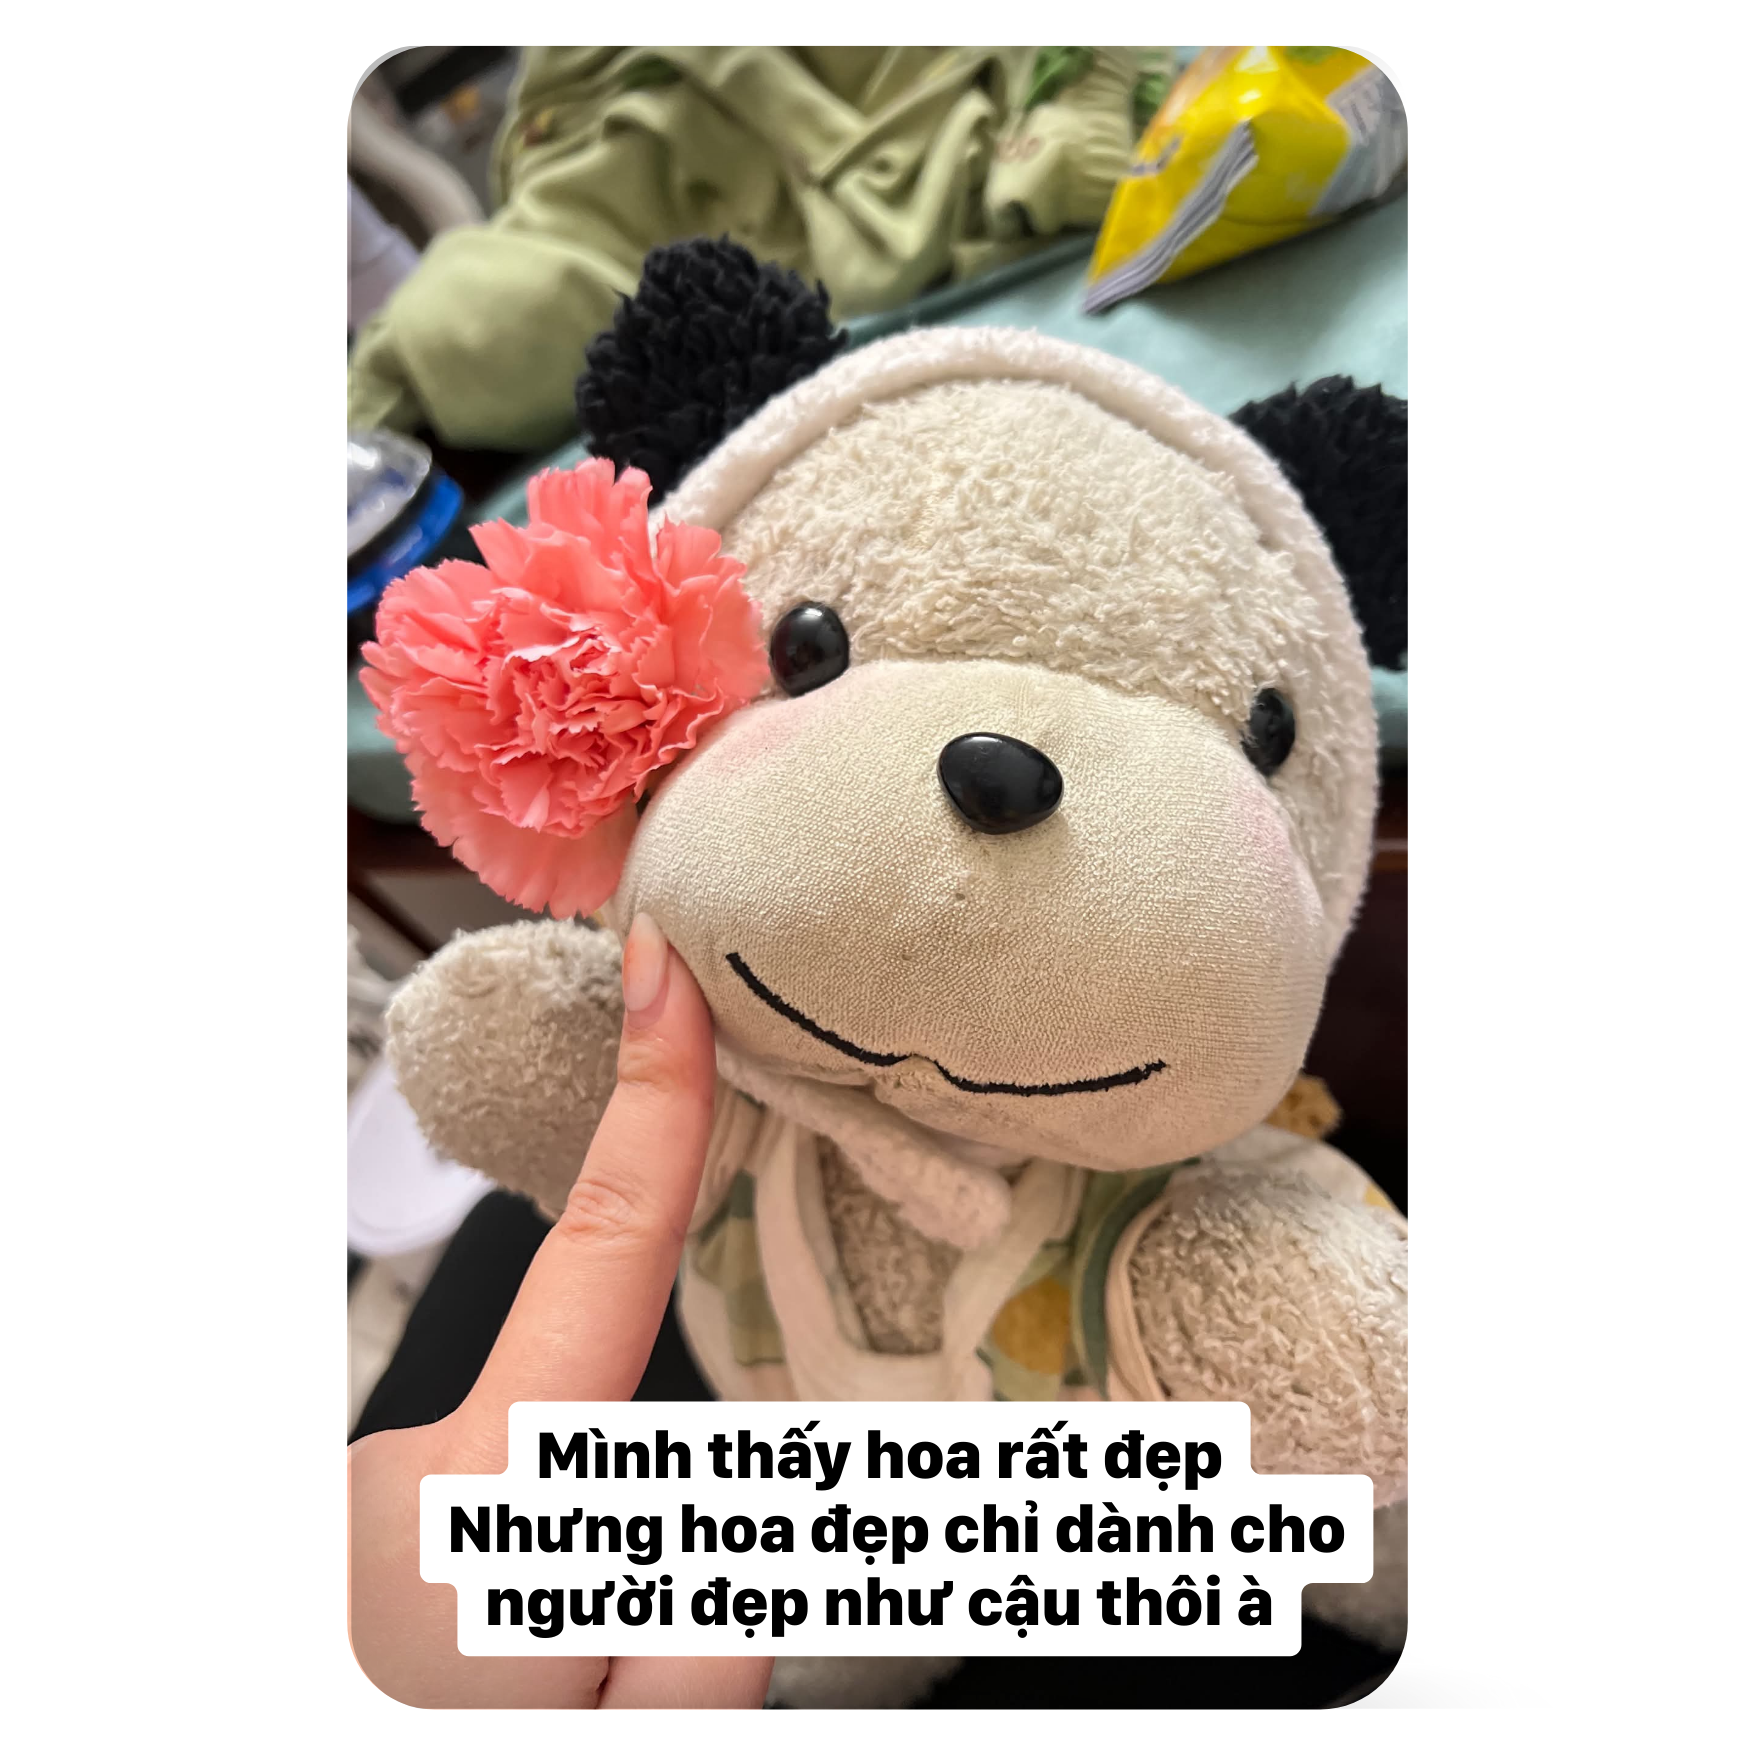 Mình thấy hoa rất đẹp
Nhưng hoa đẹp chỉ dành cho
người đẹp như cậu thôi à